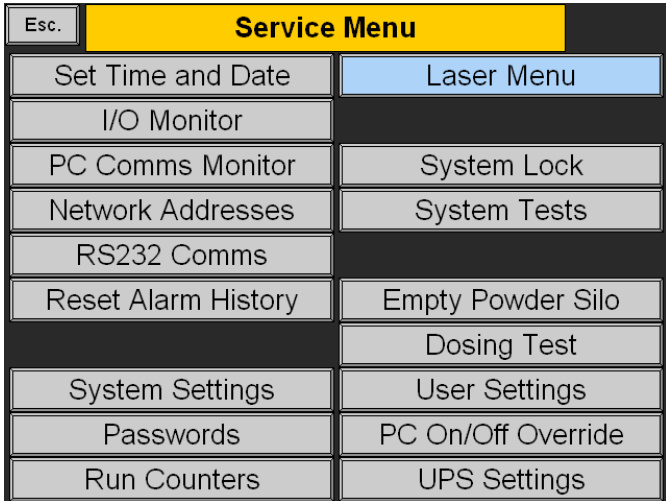 Esc. Service Menu
Set Time and Date Laser Menu
I/O Monitor
PC Comms Monitor System Lock
Network Addresses System Tests
RS232 Comms
Reset Alarm History Empty Powder Silo
Dosing Test
System Settings User Settings
Passwords PC On/Off Override
Run Counters UPS Settings